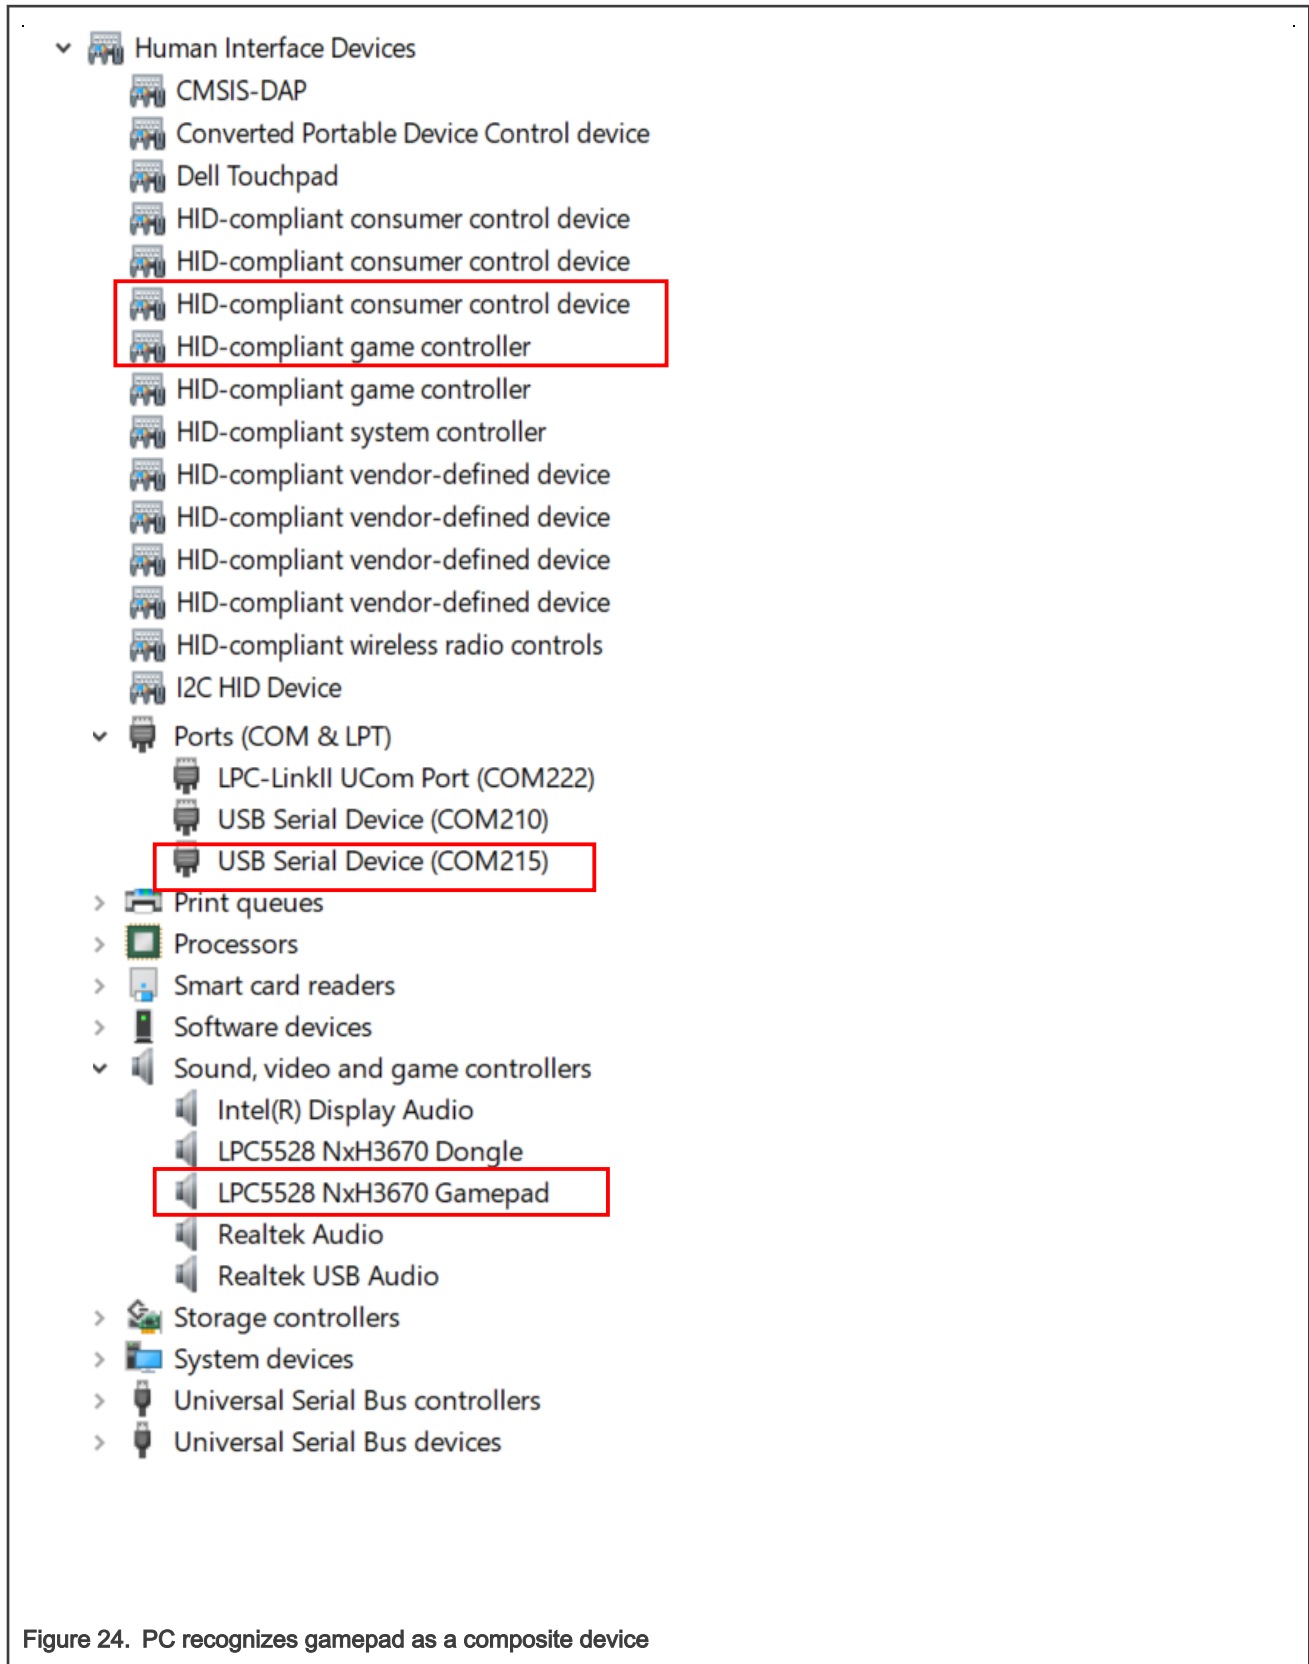 Human Interface Devices
CMSIS-DAP
Converted Portable Device Control device
Dell Touchpad
HID-compliant consumer control device
HID-compliant consumer control device
HID-compliant consumer control device
HID-compliant game controller
HID-compliant game controller
HID-compliant system controller
HID-compliant vendor-defined device
HID-compliant vendor-defined device
HID-compliant vendor-defined device
HID-compliant vendor-defined device
HID-compliant wireless radio controls
I2C HID Device
Ports (COM & LPT)
LPC-LinkII UCom Port (COM222)
USB Serial Device (COM210)
USB Serial Device (COM215)
Print queues
Processors
Smart card readers
Software devices
Sound, video and game controllers
Intel(R) Display Audio
LPC5528 NxH3670 Dongle
LPC5528 NxH3670 Gamepad
Realtek Audio
Realtek USB Audio
Storage controllers
System devices
Universal Serial Bus controllers
Universal Serial Bus devices
Figure 24. PC recognizes gamepad as a composite device